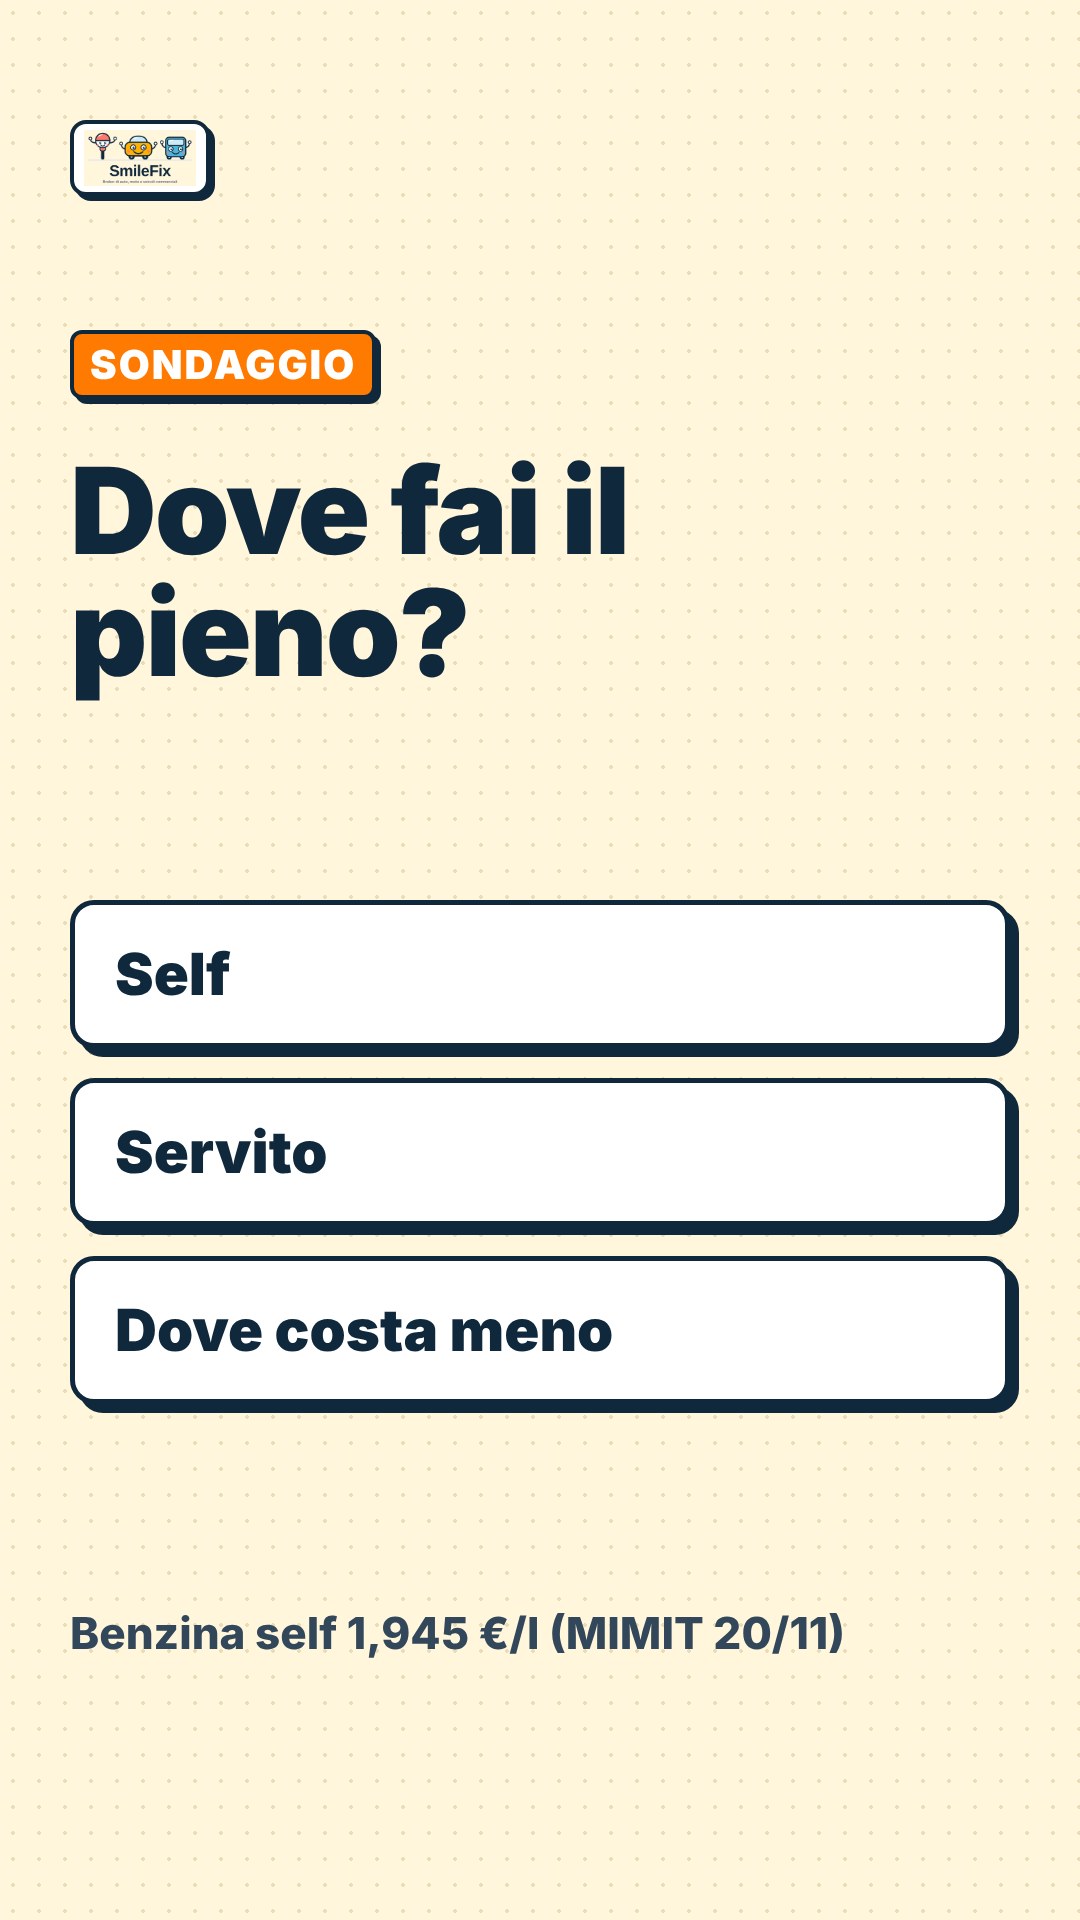 SmileFix
SONDAGGIO
Dove fai il
pieno?
Self
Servito
Dove costa meno
Benzina self 1,945 €/l (MIMIT 20/11)